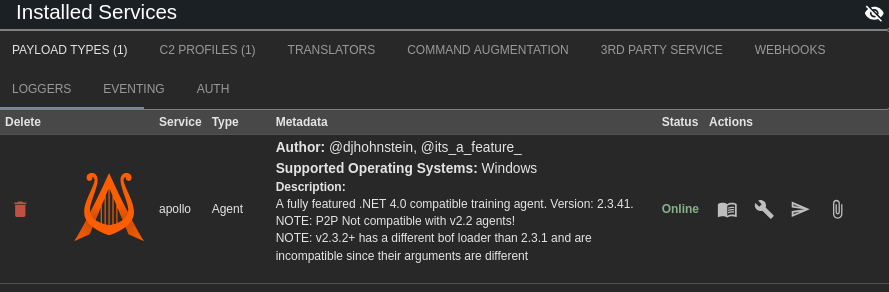 Installed Services
PAYLOAD TYPES (1) C2 PROFILES (1) TRANSLATORS COMMAND AUGMENTATION 3RD PARTY SERVICE WEBHOOKS
LOGGERS EVENTING AUTH
Delete Service Type Metadata Status Actions
Author: @djhohnstein, @its_a_feature_
Supported Operating Systems: Windows
Description:
A fully featured .NET 4.0 compatible training agent. Version: 2.3.41.
apollo Agent Online
NOTE: P2P Not compatible with v2.2 agents!
NOTE: v2.3.2+ has a different bof loader than 2.3.1 and are
incompatible since their arguments are different